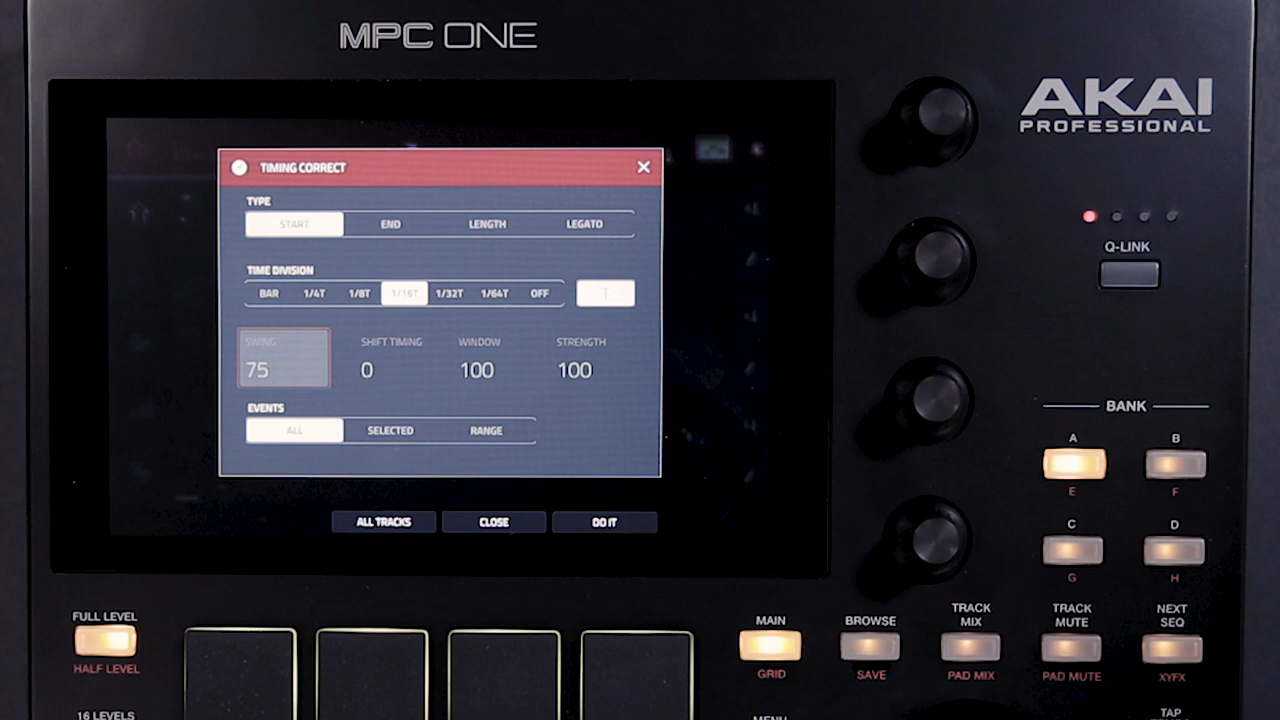 MPC ONE
AKAI
PROFESSIONAL
TIMING CORRECT
TYPE
START END LENGTH LEGATO
TIME DIVISION
BAR 1/4T 1/8T 1/16T 1/32T 1/64T OFF T
SWING SHIFT TIMING WINDOW STRENGTH
75 0 100 100
EVENTS
ALL SELECTED RANGE
ALL TRACKS CLOSE DO IT
Q-LINK
BANK
A B
E F
C D
G H
FULL LEVEL
HALF LEVEL
16 LEVELS
MAIN BROWSE TRACK MIX TRACK MUTE NEXT SEQ
GRID SAVE PAD MIX PAD MUTE XYFX
MENU TAP